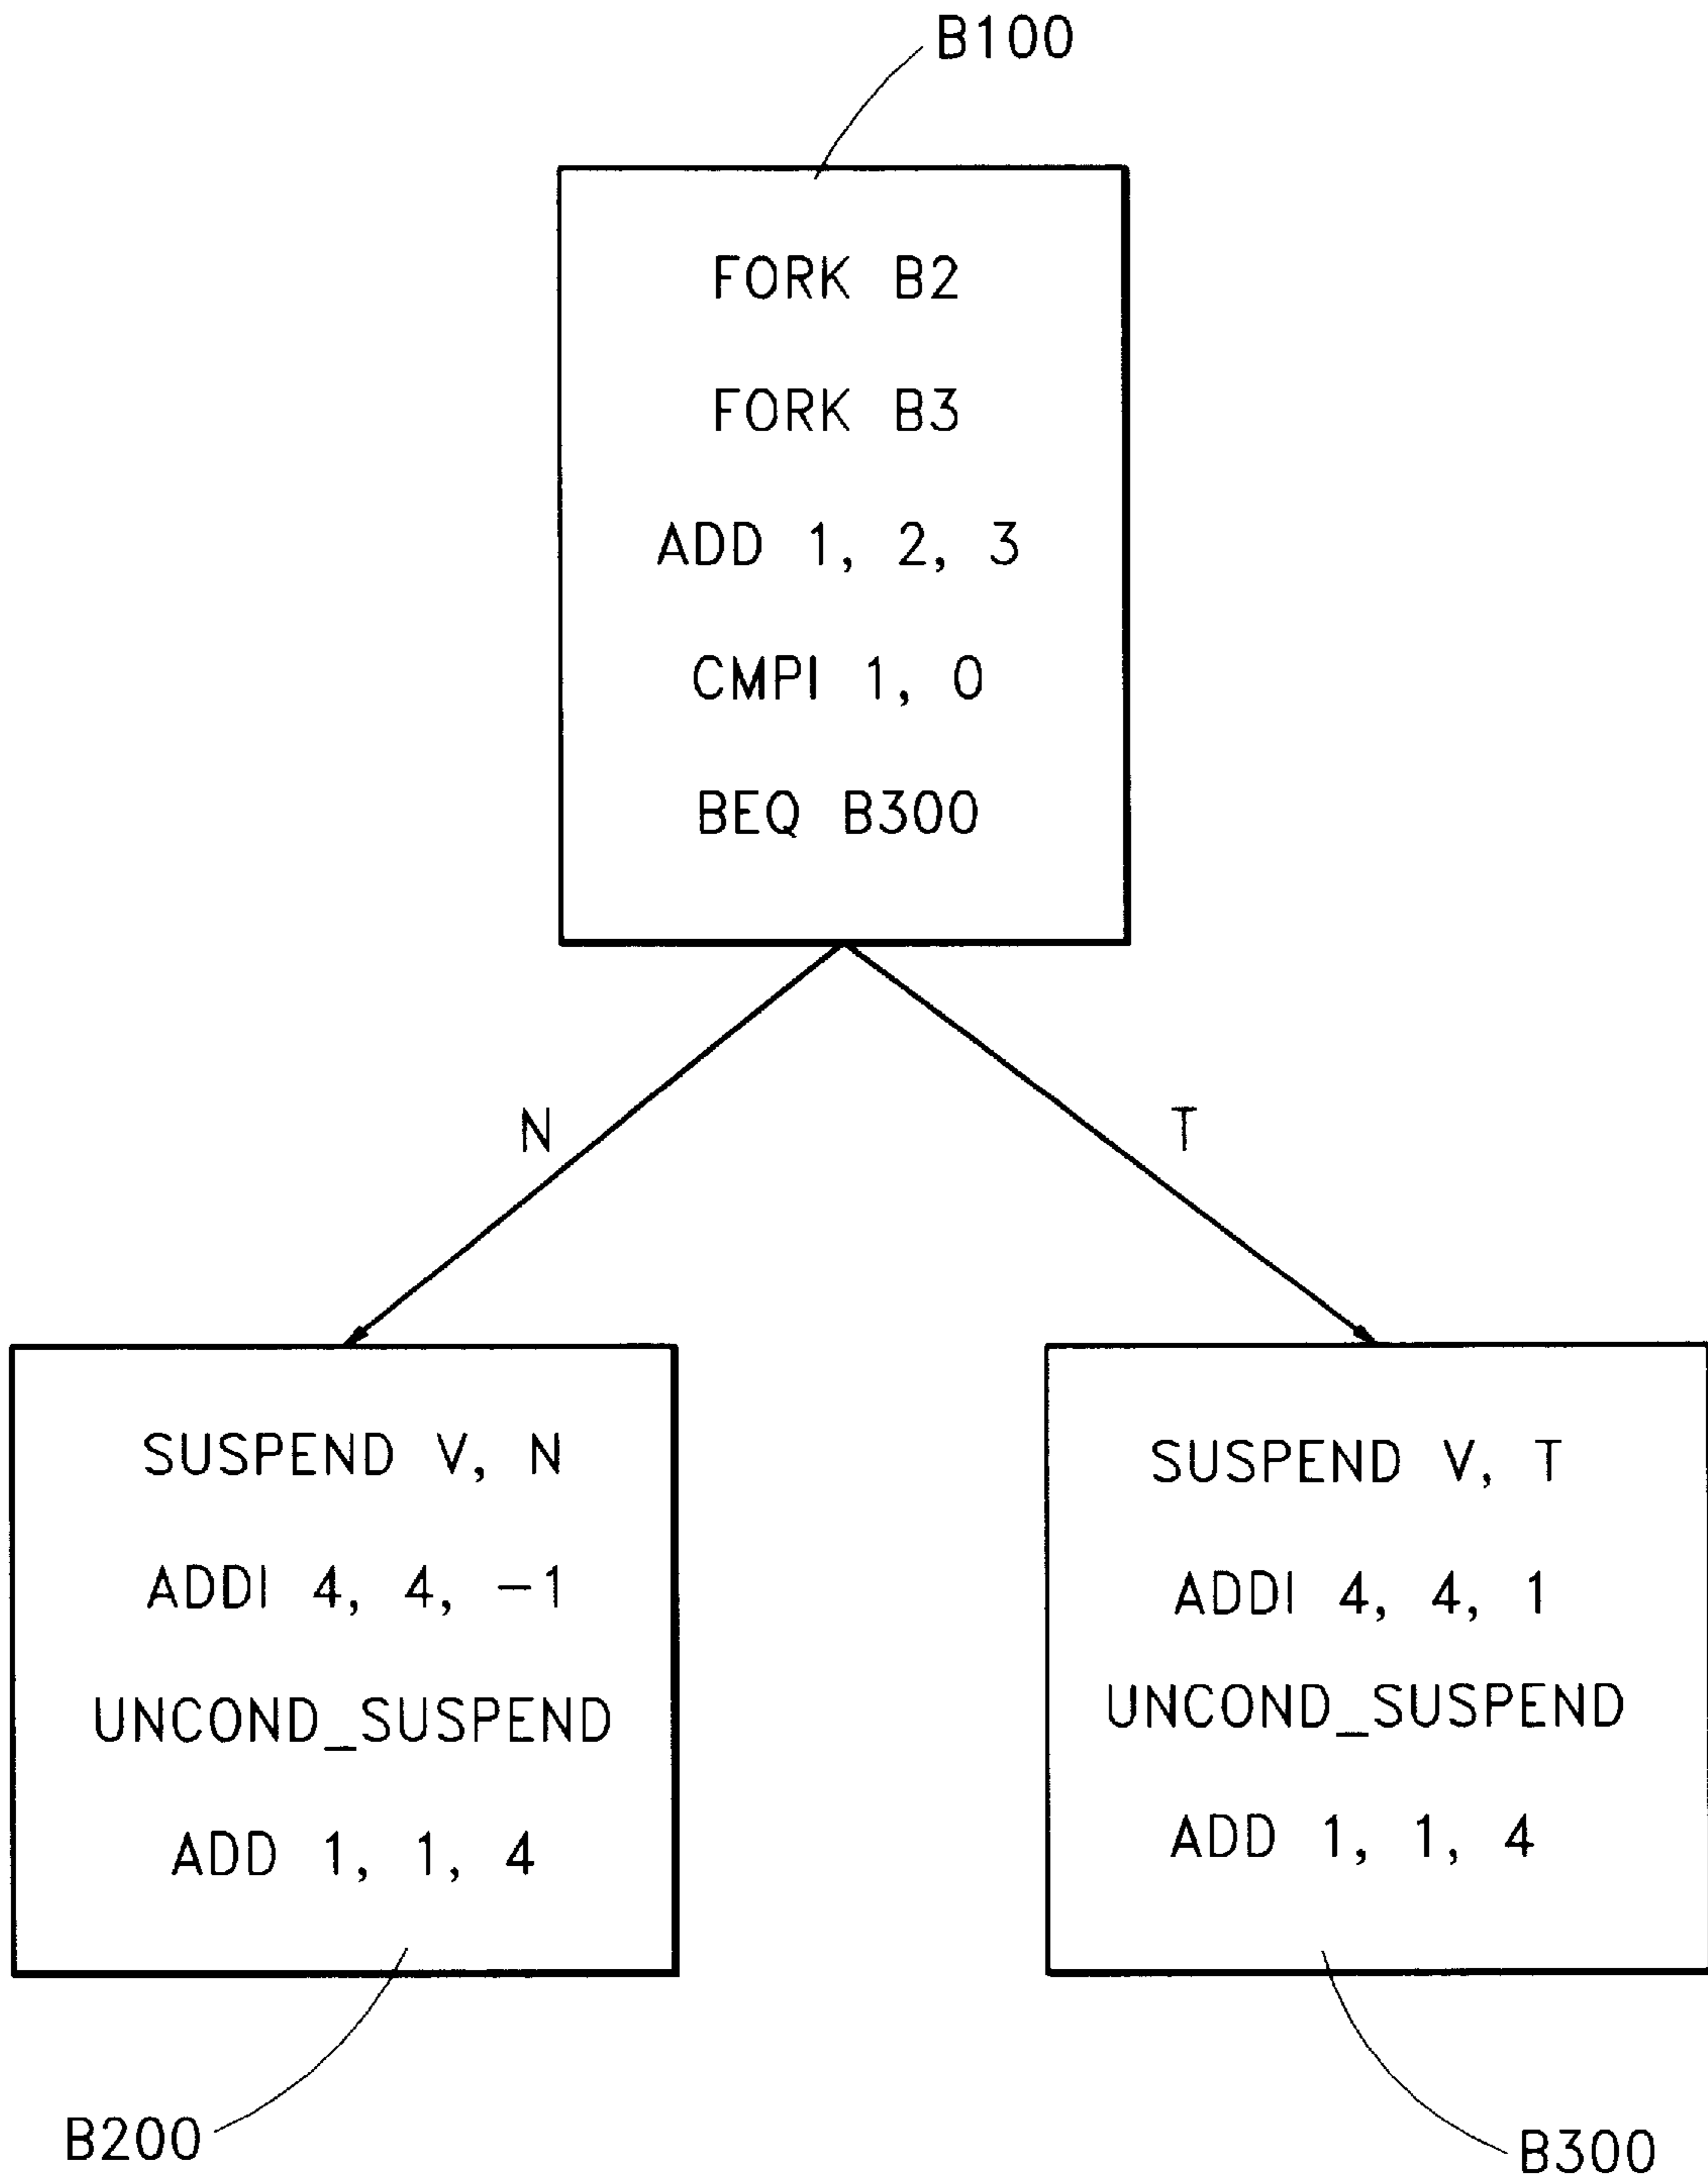 B100
FORK B2
FORK B3
ADD 1, 2, 3
CMPI 1, 0
BEQ B300
N
T
SUSPEND V, N
ADDI 4, 4, -1
UNCOND_SUSPEND
ADD 1, 1, 4
SUSPEND V, T
ADDI 4, 4, 1
UNCOND_SUSPEND
ADD 1, 1, 4
B200
B300